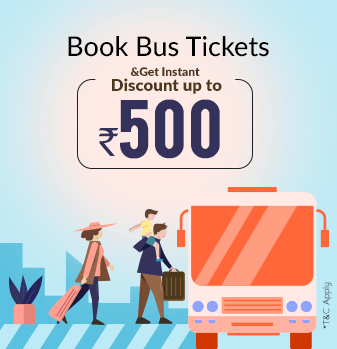 Book Bus Tickets
&Get Instant
Discount up to
₹500
*T&C Apply